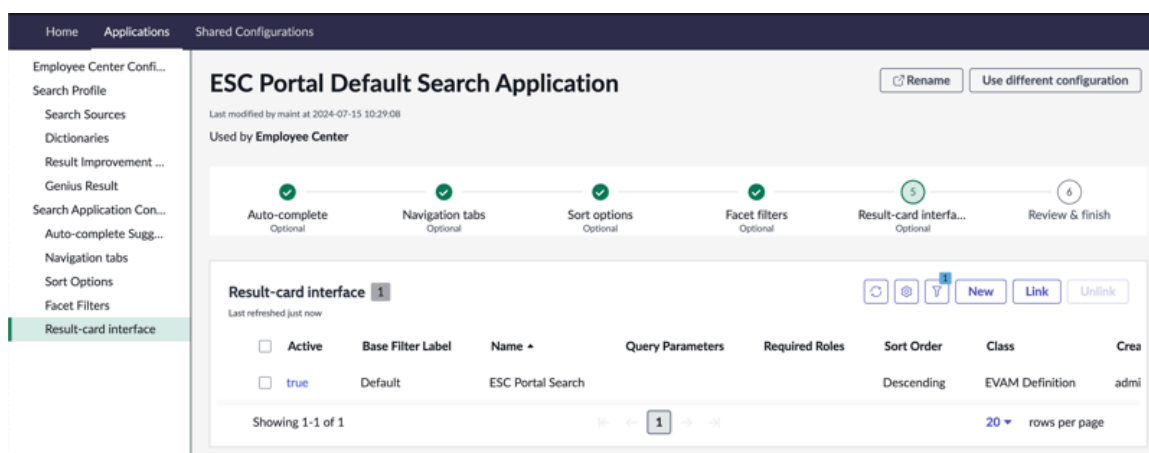 Home Applications Shared Configurations
Employee Center Confi...
Search Profile
Search Sources
Dictionaries
Result Improvement ...
Genius Result
Search Application Con...
Auto-complete Sugg...
Navigation tabs
Sort Options
Facet Filters
Result-card interface
ESC Portal Default Search Application
Rename Use different configuration
Last modified by maint at 2024-07-15 10:29:08
Used by Employee Center
5 6
Auto-complete Navigation tabs Sort options Facet filters Result-card interfa... Review & finish
Optional Optional Optional Optional Optional
Result-card interface 1 1 New Link Unlink
Last refreshed just now
Active Base Filter Label Name Query Parameters Required Roles Sort Order Class Crea
true Default ESC Portal Search Descending EVAM Definition admi
Showing 1-1 of 1 1 20 rows per page